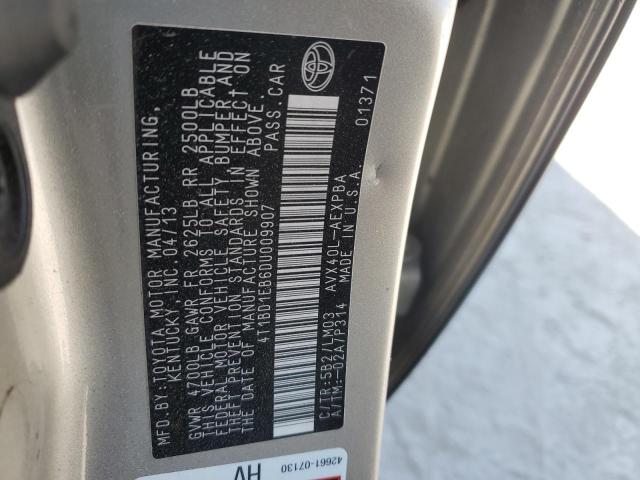 MFD.BY:TOYOTA MOTOR MANUFACTURING,
KENTUCKY, INC. 04/13
GVWR 4700LB GAWR FR 2625LB RR 2500LB
THIS VEHICLE CONFORMS TO ALL APPLICABLE
FEDERAL MOTOR VEHICLE SAFETY, BUMPER AND
THEFT PREVENTION STANDARDS IN EFFECT ON
THE DATE OF MANUFACTURE SHOWN ABOVE.
4T1BD1EB6DU009907 PASS.CAR
C/TR:5B2/LM03 AVX40L-AEXPBA
A/TM:-02A/P314 MADE IN U.S.A.
01371
42661-07130
HV